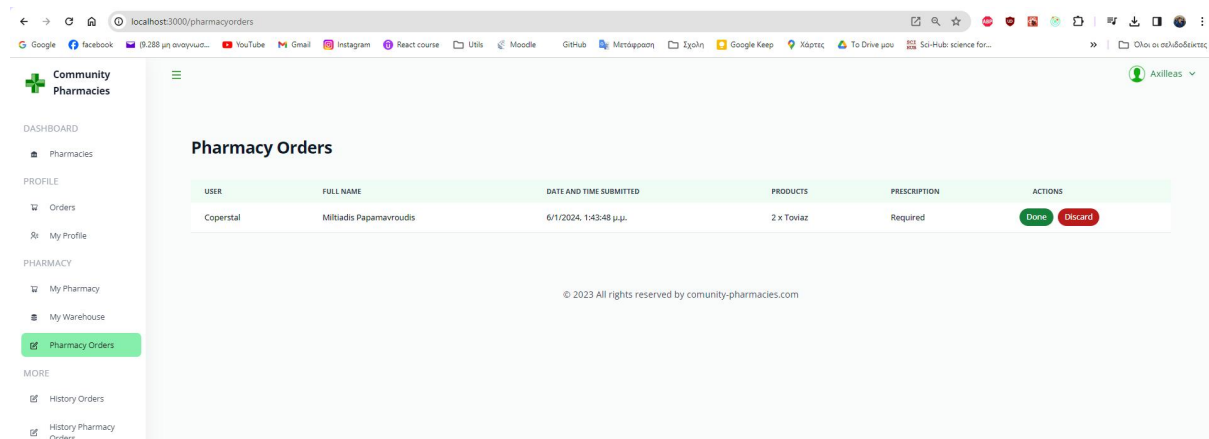 localhost:3000/pharmacyorders
Google facebook (9.288 μη αναγνωσ... YouTube Gmail Instagram React course Utils Moodle GitHub Μετάφραση Σχολη Google Keep Χάρτες Το Drive μου Sci-Hub: science for... » Όλοι οι σελιδοδείκτες
Community
Pharmacies
Axilleas
DASHBOARD
Pharmacies
PROFILE
Orders
My Profile
PHARMACY
My Pharmacy
My Warehouse
Pharmacy Orders
MORE
History Orders
History Pharmacy
Orders
Pharmacy Orders
USER FULL NAME DATE AND TIME SUBMITTED PRODUCTS PRESCRIPTION ACTIONS
Coperstal Miltiadis Papamavroudis 6/1/2024, 1:43:48 μ.μ. 2 x Toviaz Required Done Discard
© 2023 All rights reserved by comunity-pharmacies.com